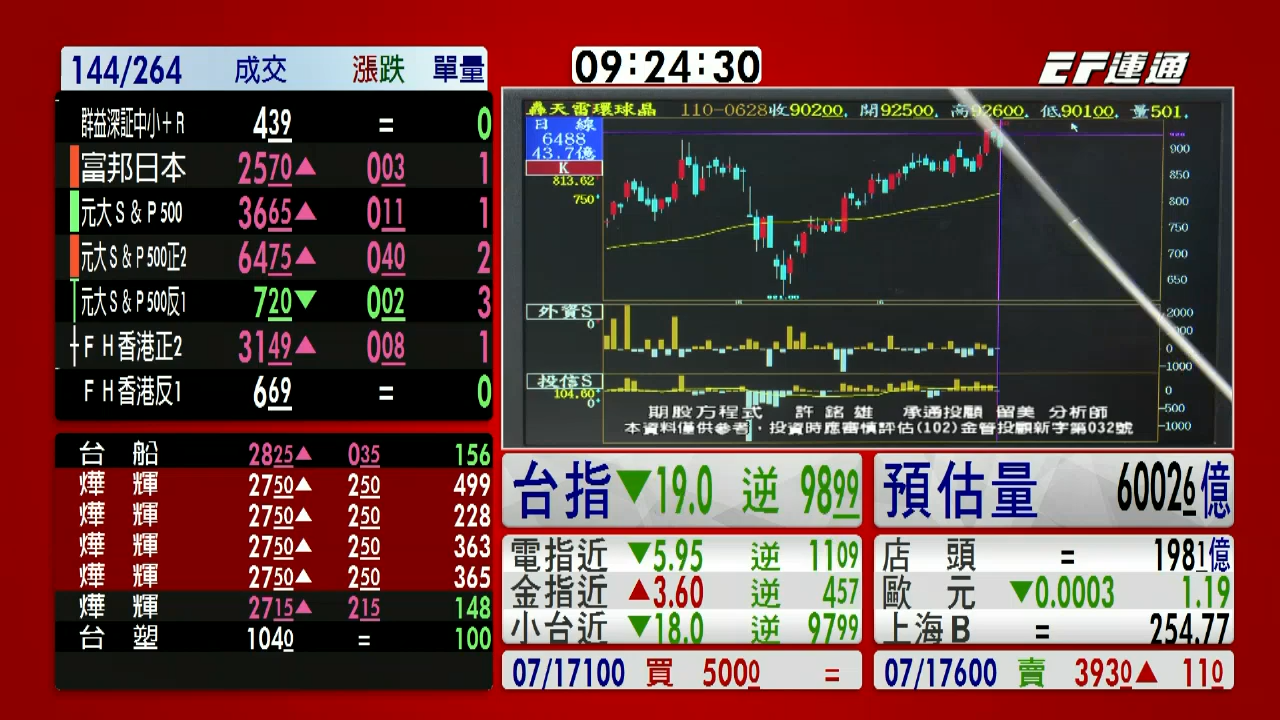 144/264 成交 漲跌 單量
群益深証中小+R 439 = 0
富邦日本 2570▲ 003 1
元大S&P500 3665▲ 011 1
元大S&P500正2 6475▲ 040 2
元大S&P500反1 720▼ 002 3
FH香港正2 3149▲ 008 1
FH香港反1 669 = 0
台船 2825▲ 035 156
燁輝 2750▲ 250 499
燁輝 2750▲ 250 228
燁輝 2750▲ 250 363
燁輝 2750▲ 250 365
燁輝 2715▲ 215 148
台塑 1040 = 100
09:24:30
EF運通
轟天雷環球晶 110-0628收90200, 開92500, 高92600, 低90100, 量501,
日線
6488
43.7億
K
813.62
750
900
850
800
750
700
650
外資S
0
2000
0
-1000
投信S
104.60
0
0
-500
-1000
期股方程式 許銘雄 承通投顧 留美 分析師
本資料僅供參考, 投資時應審慎評估(102)金管投顧新字第032號
台指▼19.0 逆 9899
預估量 60026億
電指近▼5.95 逆 1109
金指近▲3.60 逆 457
小台近▼18.0 逆 9799
店頭 = 1981億
歐元▼0.0003 1.19
上海B = 254.77
07/17100 買 5000 =
07/17600 賣 3930▲ 110